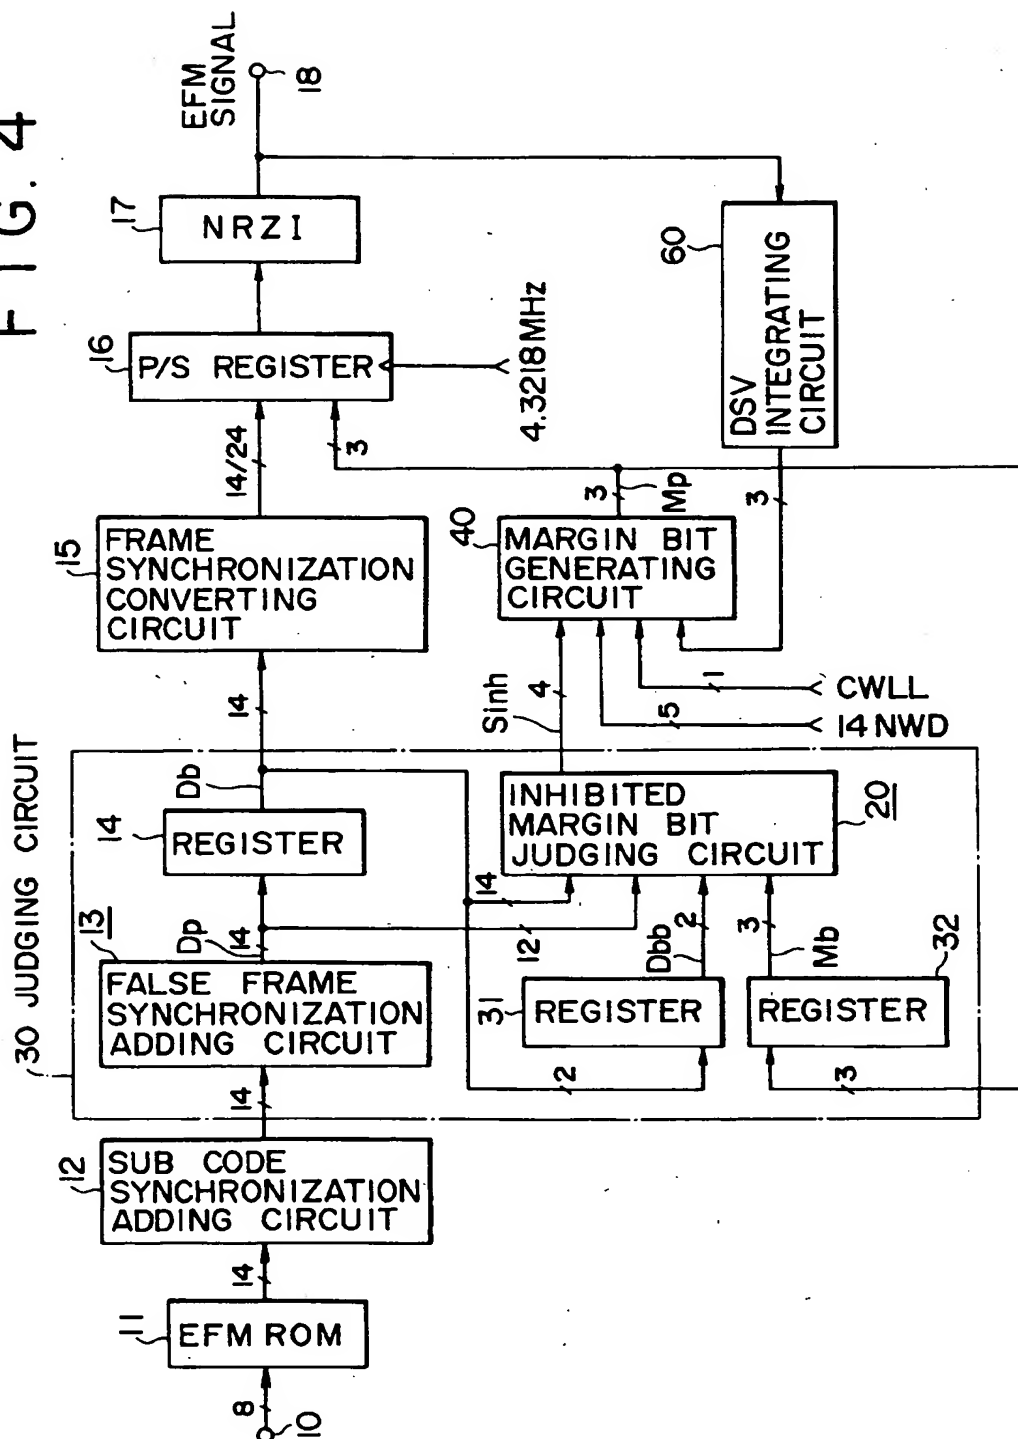 FIG. 4
30 JUDGING CIRCUIT
10
8
11
EFM ROM
14
12
SUB CODE
SYNCHRONIZATION
ADDING CIRCUIT
14
13
FALSE FRAME
SYNCHRONIZATION
ADDING CIRCUIT
Dp
14
14
REGISTER
Db
14
15
FRAME
SYNCHRONIZATION
CONVERTING
CIRCUIT
14/24
3
16
P/S REGISTER
4.3218MHz
17
NRZI
EFM
SIGNAL
18
2
31
REGISTER
Dbb
2
12
14
3
32
REGISTER
Mb
3
INHIBITED
MARGIN BIT
JUDGING CIRCUIT
20
Sinh
4
5
1
CWLL
14NWD
40
MARGIN BIT
GENERATING
CIRCUIT
3
Mp
3
60
DSV
INTEGRATING
CIRCUIT